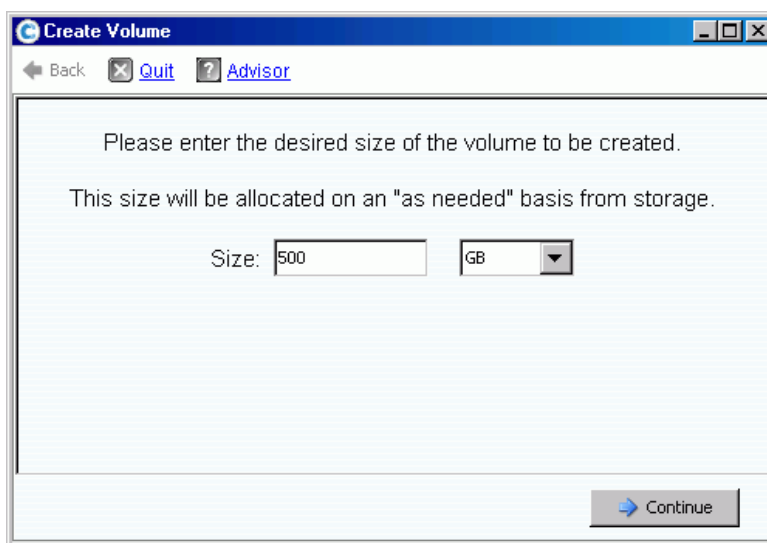 Create Volume
Back Quit Advisor
Please enter the desired size of the volume to be created.
This size will be allocated on an "as needed" basis from storage.
Size: 500 GB
Continue